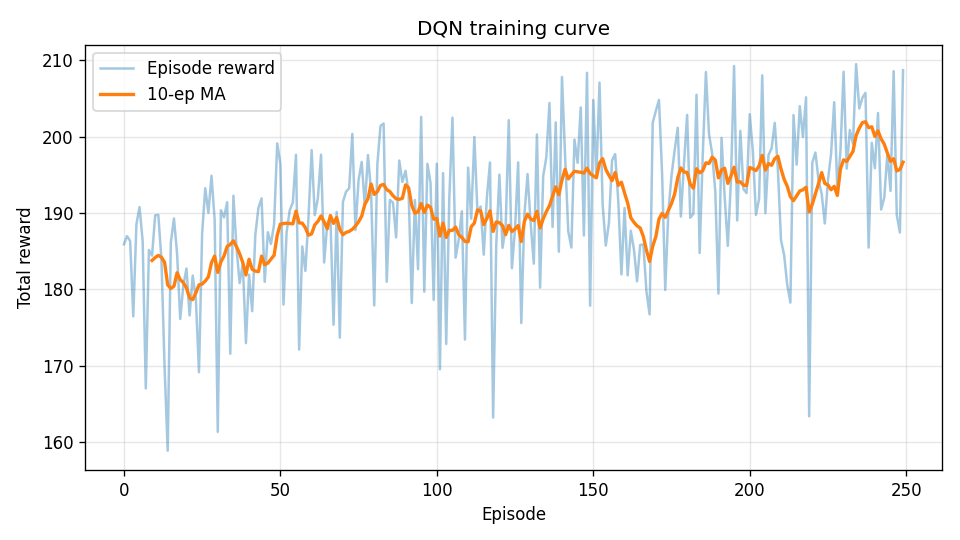 DQN training curve
Episode reward
10-ep MA
Total reward
210
200
190
180
170
160
0
50
100
150
200
250
Episode